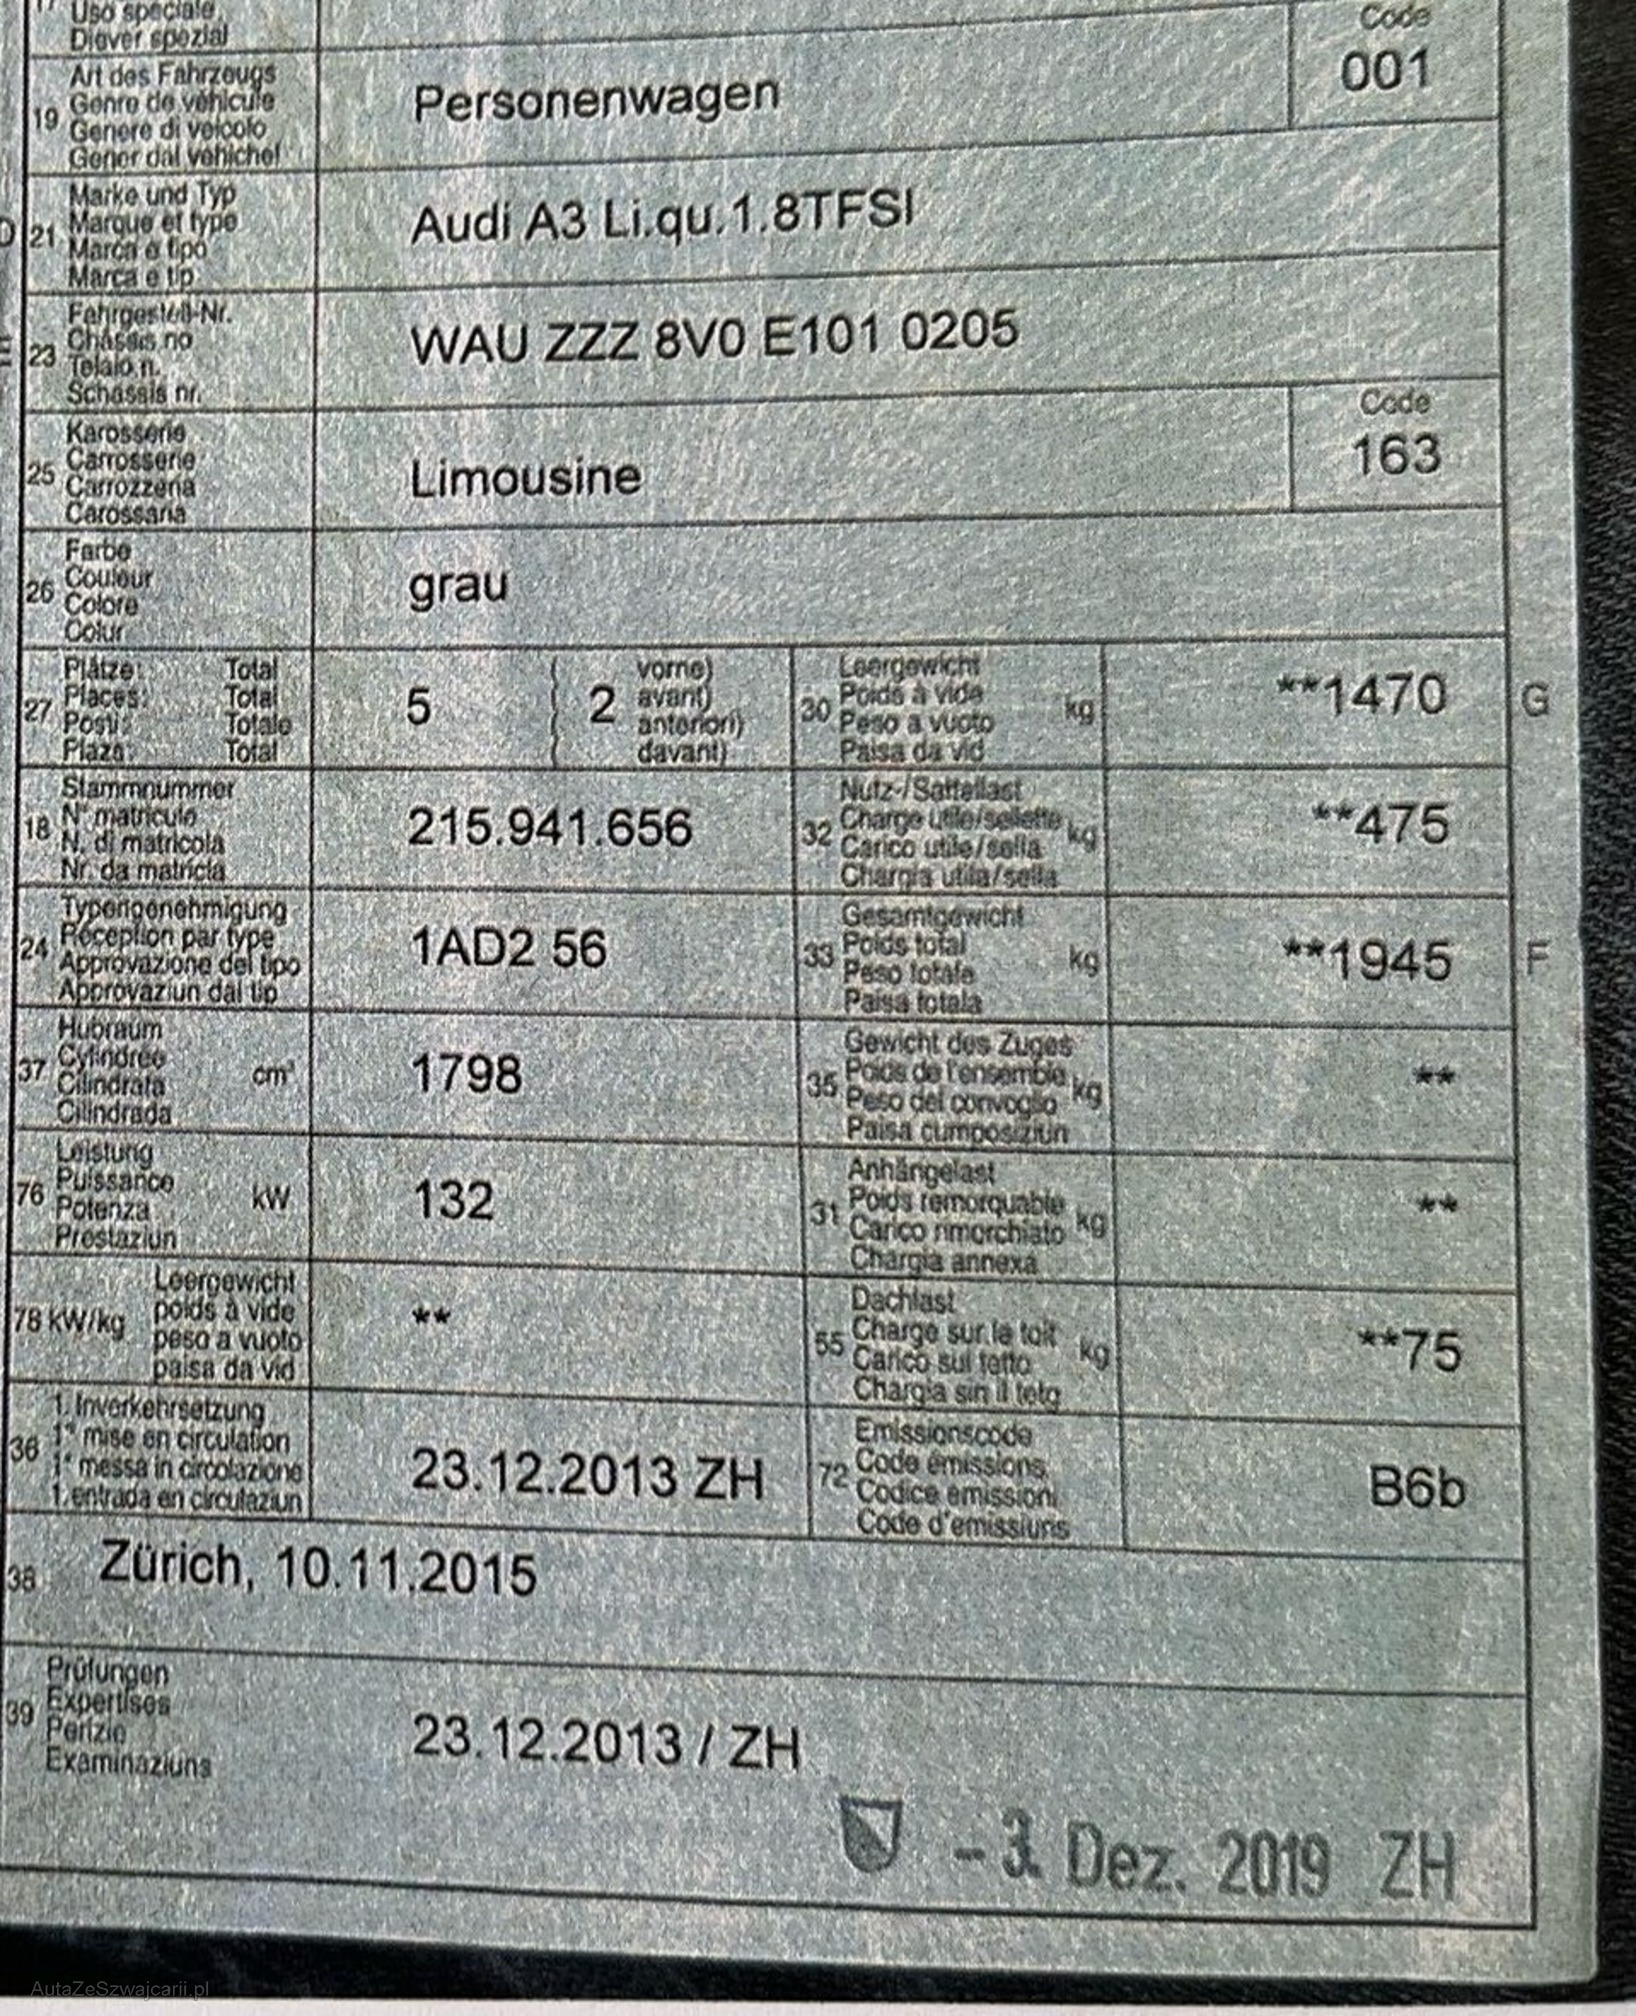 17 Uso speciale
Diever spezial
Code
001
19 Art des Fahrzeugs
Genre de véhicule
Genere di veicolo
Gener dal vehichel
Personenwagen
D 21 Marke und Typ
Marque et type
Marca e tipo
Marca e tip
Audi A3 Li.qu.1.8TFSI
E 23 Fahrgestell-Nr.
Châssis no
Telaio n.
Schassis nr.
WAU ZZZ 8V0 E101 0205
25 Karosserie
Carrosserie
Carrozzeria
Carossaria
Limousine
Code
163
26 Farbe
Couleur
Colore
Colur
grau
27 Plätze: Total
Places: Total
Posti: Totale
Plazs: Total
5 ( 2 vorne)
( avant)
( anteriori)
( davant)
30 Leergewicht
Poids à vide
Peso a vuoto
Paisa da vid
kg
**1470 G
18 Stammnummer
N° matricule
N. di matricola
Nr. da matricla
215.941.656
32 Nutz-/Sattellast
Charge utile/sellette
Carico utile/sella
Chargia utila/sella
kg
**475
24 Typengenehmigung
Réception par type
Approvazione del tipo
Approvaziun dal tip
1AD2 56
33 Gesamtgewicht
Poids total
Peso totale
Paisa totala
kg
**1945 F
37 Hubraum
Cylindrée
Cilindrata
Cilindrada
cm³
1798
35 Gewicht des Zuges
Poids de l'ensemble
Peso del convoglio
Paisa cumposiziun
kg
**
76 Leistung
Puissance
Potenza
Prestaziun
kW
132
31 Anhängelast
Poids remorquable
Carico rimorchiato
Chargia annexa
kg
**
78 kW/kg Leergewicht
poids à vide
peso a vuoto
paisa da vid
**
55 Dachlast
Charge sur le toit
Carico sul tetto
Chargia sin il tetg
kg
**75
36 1. Inverkehrsetzung
1re mise en circulation
1a messa in circolazione
1. entrada en circulaziun
23.12.2013 ZH
72 Emissionscode
Code émissions
Codice emissioni
Code d'emissiuns
B6b
38 Zürich, 10.11.2015
39 Prüfungen
Expertises
Perizie
Examinaziuns
23.12.2013 / ZH
-3. Dez. 2019 ZH
AutaZeSzwajcarii.pl